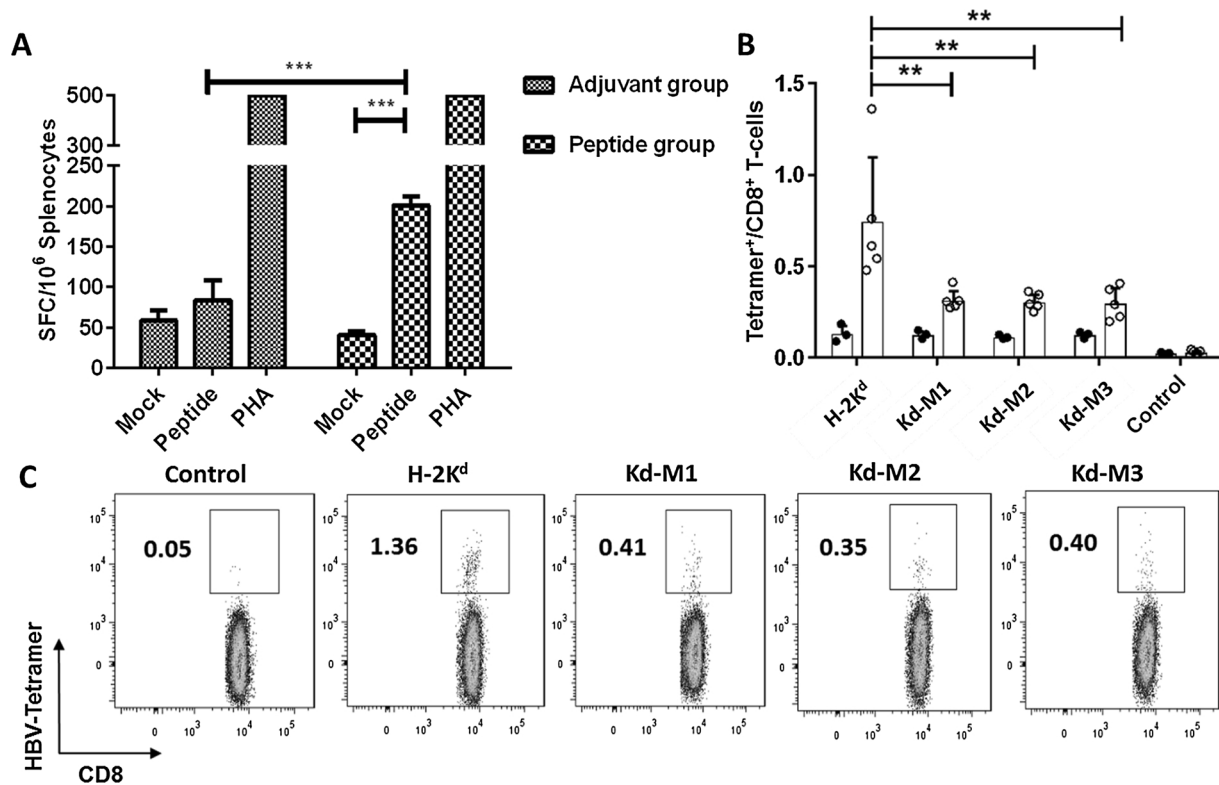 A
***
***
500
300
250
200
150
100
50
0
SFC/10⁶ Splenocytes
Mock
Peptide
PHA
Mock
Peptide
PHA
Adjuvant group
Peptide group
B
**
**
**
1.5
1.0
0.5
0.0
Tetramer⁺/CD8⁺ T-cells
H-2Kᵈ
Kd-M1
Kd-M2
Kd-M3
Control
C
Control
H-2Kᵈ
Kd-M1
Kd-M2
Kd-M3
10⁵
10⁴
10³
0
0.05
0 10³ 10⁴ 10⁵
10⁵
10⁴
10³
0
1.36
0 10³ 10⁴ 10⁵
10⁵
10⁴
10³
0
0.41
0 10³ 10⁴ 10⁵
10⁵
10⁴
10³
0
0.35
0 10³ 10⁴ 10⁵
10⁵
10⁴
10³
0
0.40
0 10³ 10⁴ 10⁵
HBV-Tetramer
CD8